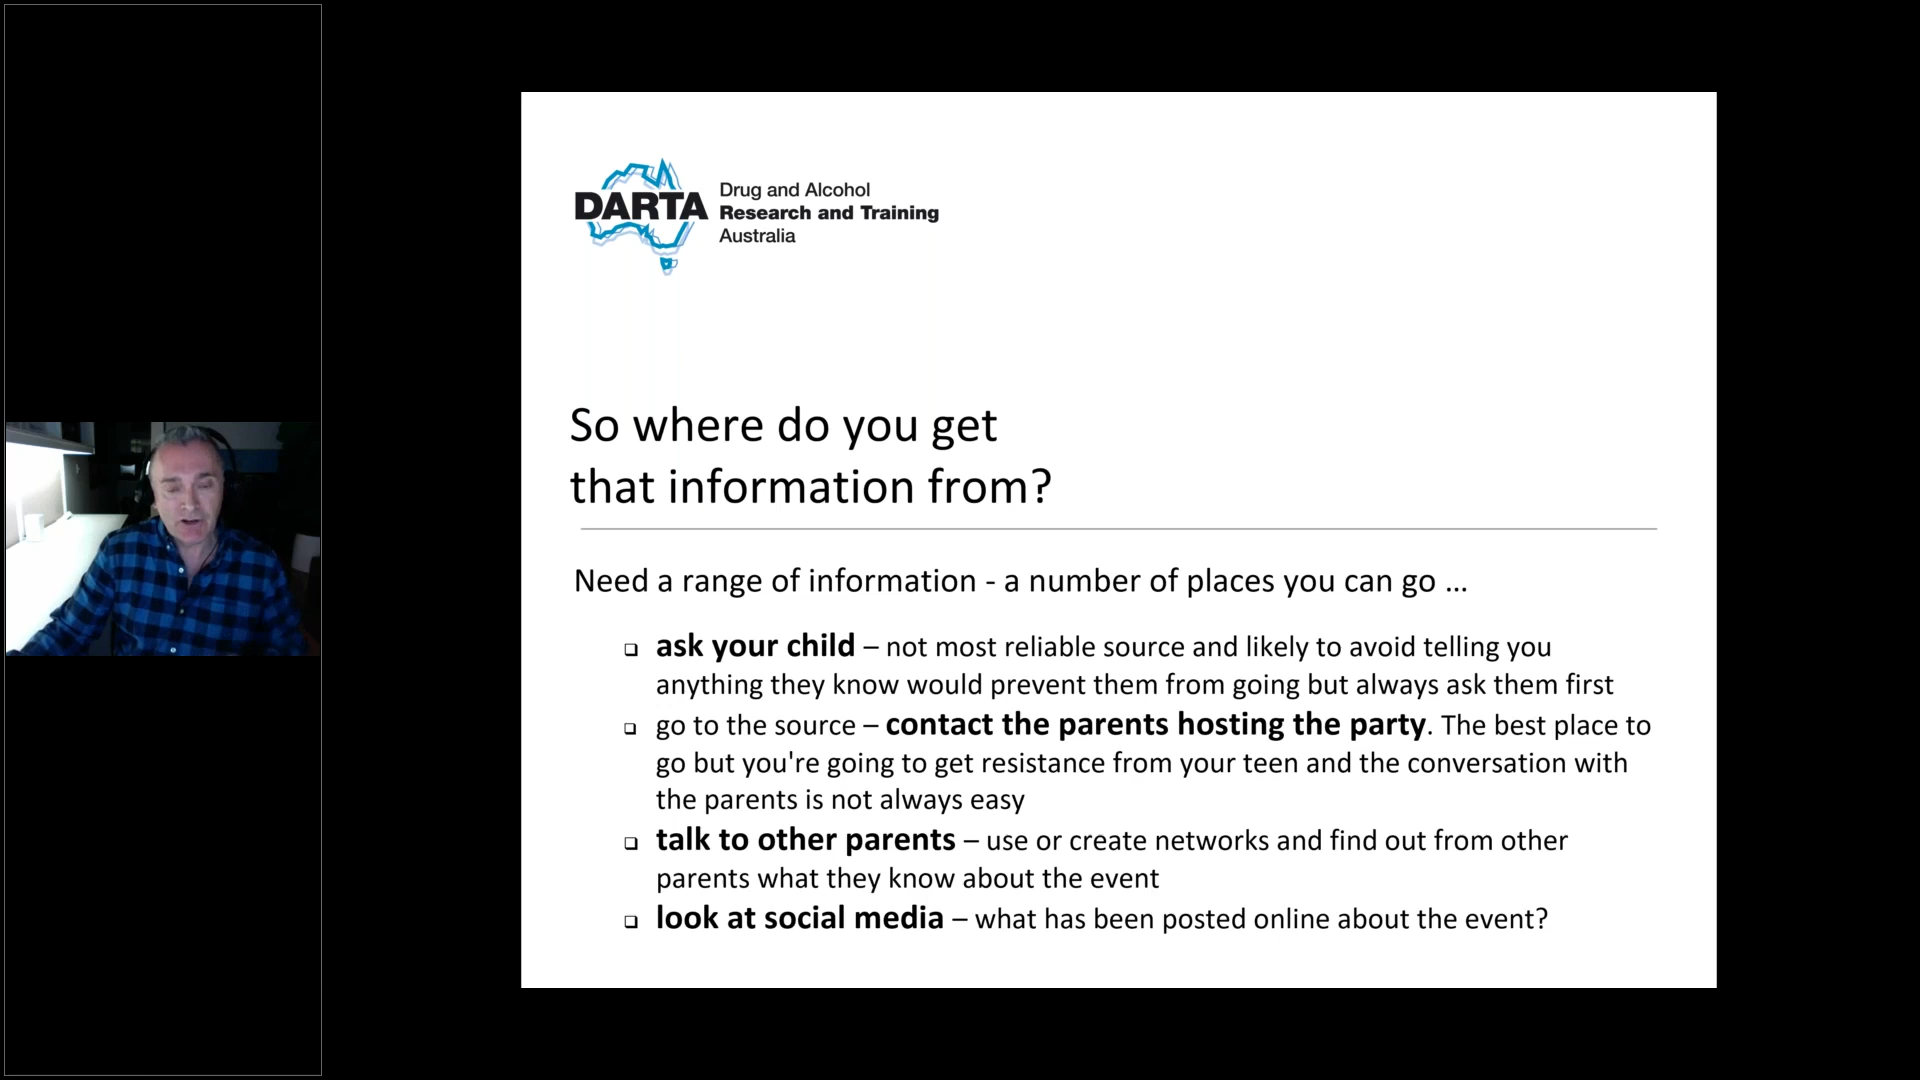 DARTA
Drug and Alcohol
Research and Training
Australia
So where do you get
that information from?
Need a range of information - a number of places you can go ...
❑ ask your child – not most reliable source and likely to avoid telling you
anything they know would prevent them from going but always ask them first
❑ go to the source – contact the parents hosting the party. The best place to
go but you're going to get resistance from your teen and the conversation with
the parents is not always easy
❑ talk to other parents – use or create networks and find out from other
parents what they know about the event
❑ look at social media – what has been posted online about the event?